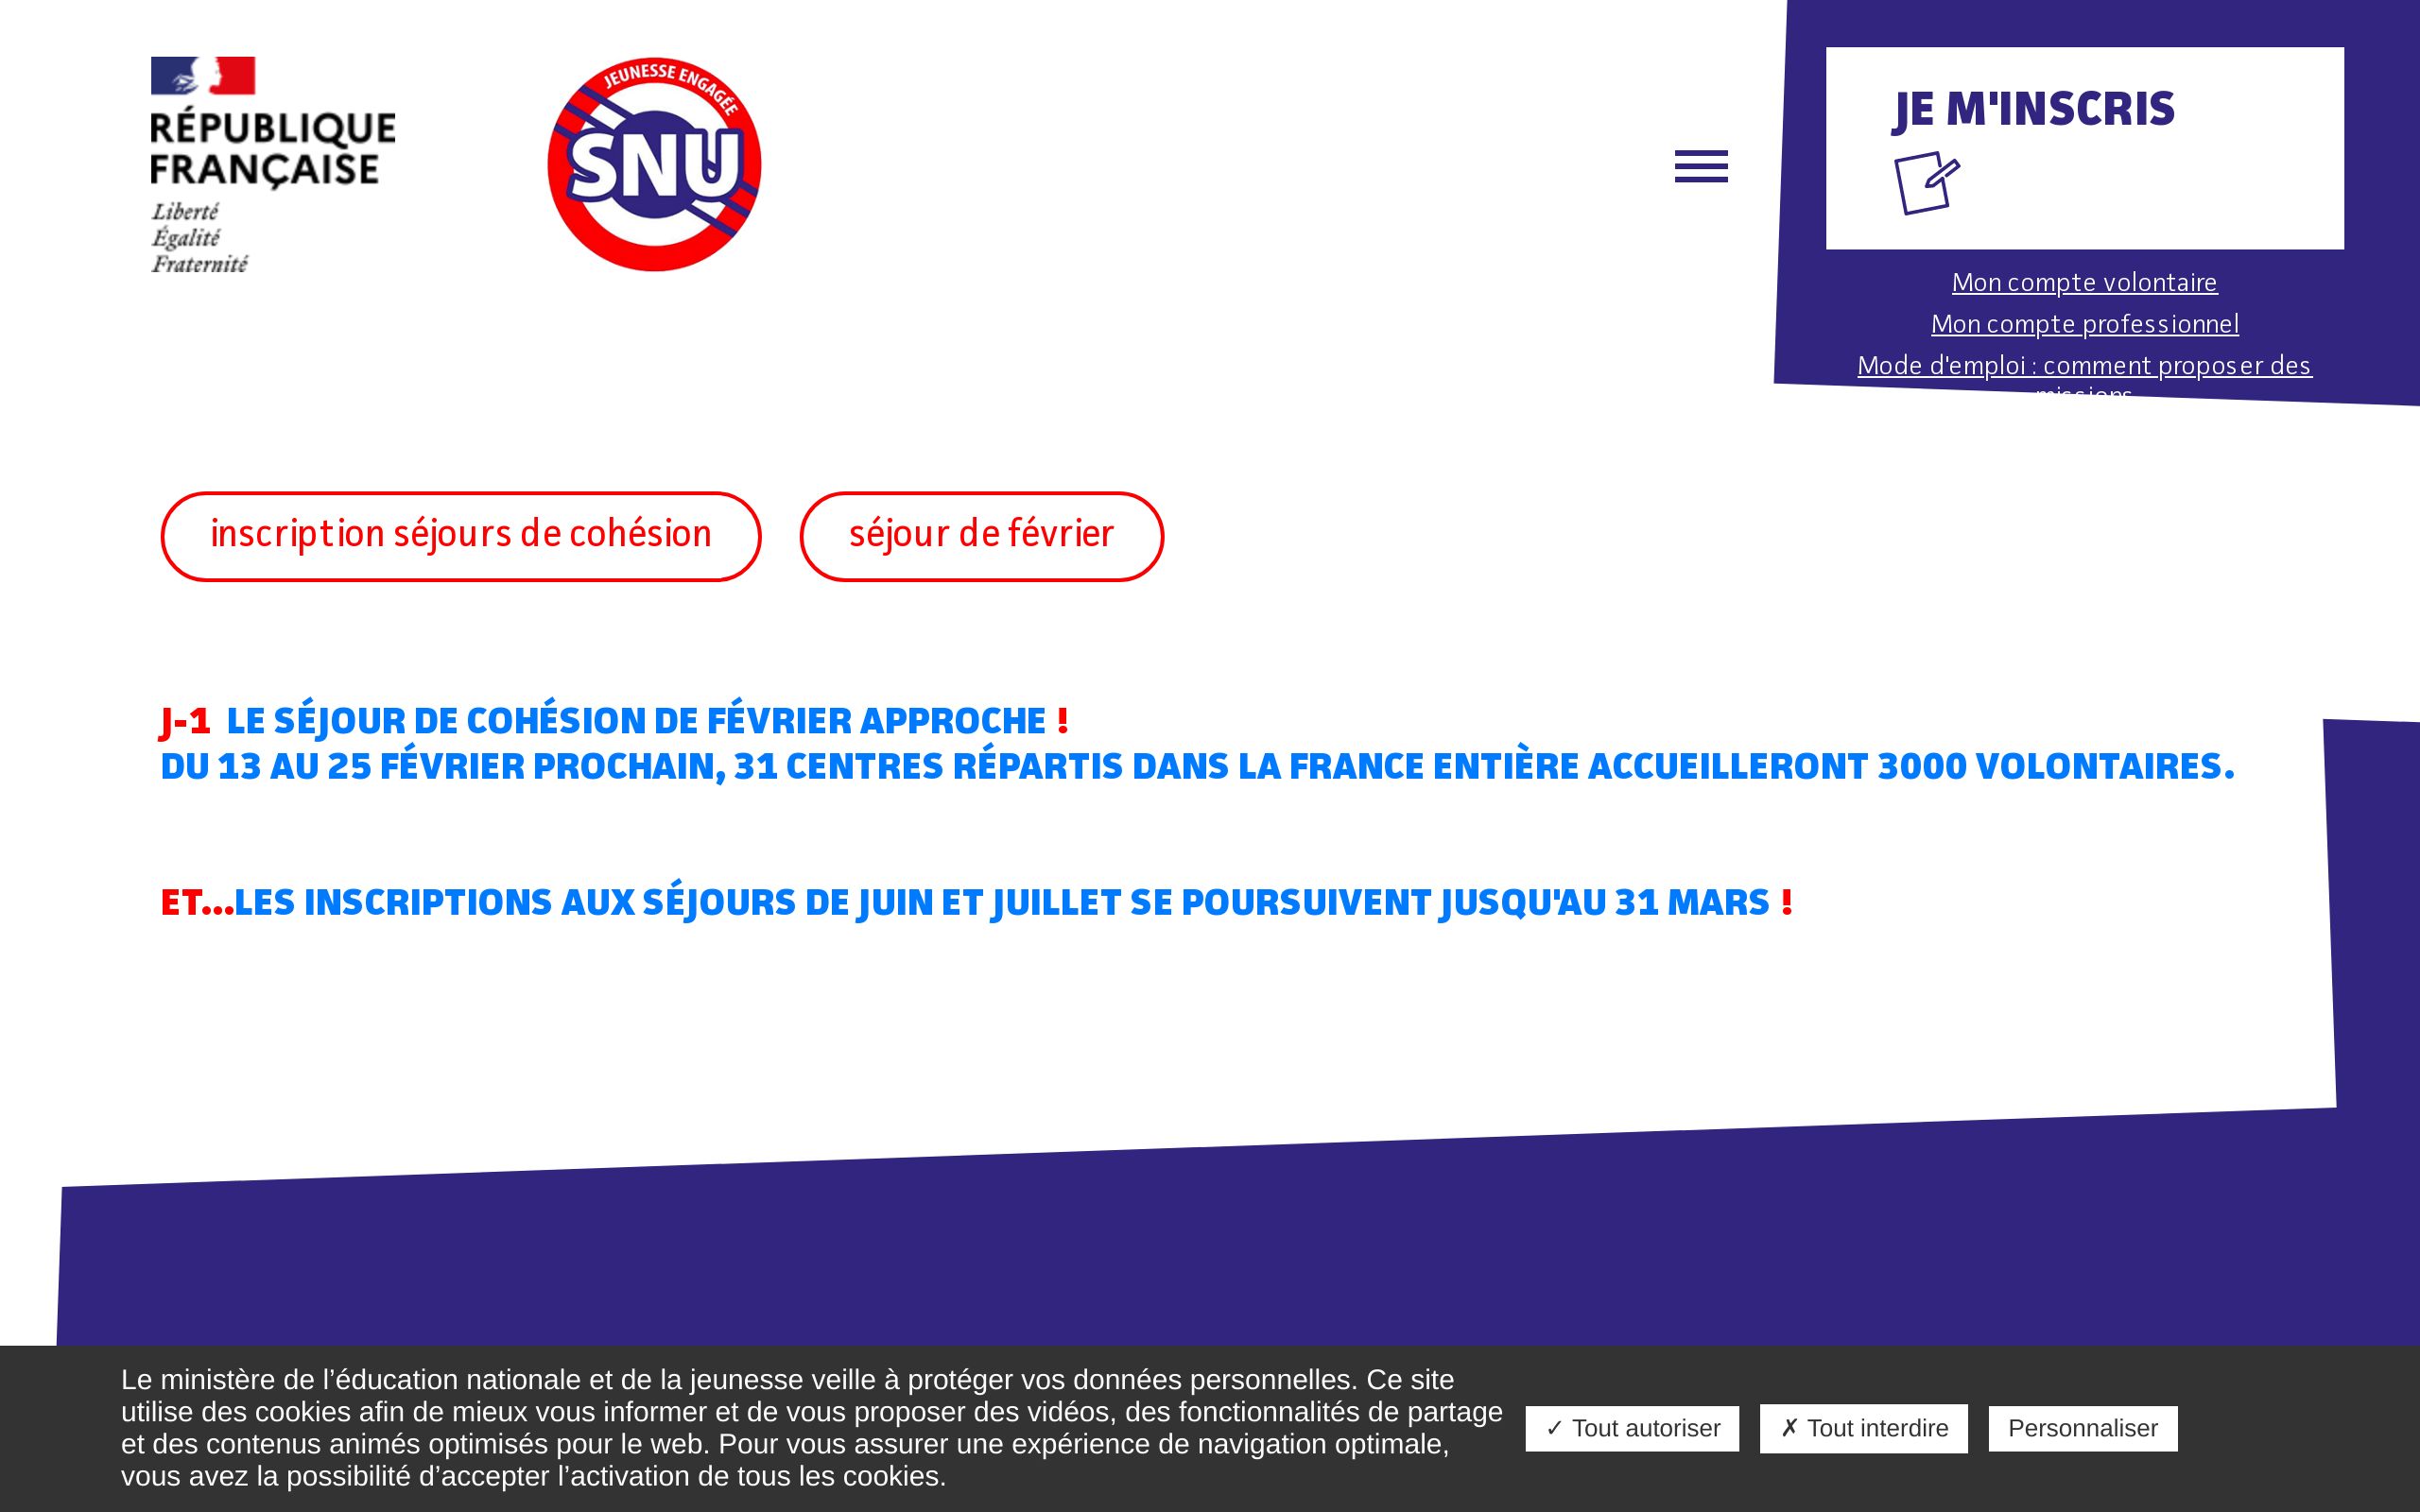 RÉPUBLIQUE
FRANÇAISE
Liberté
Égalité
Fraternité
JEUNESSE ENGAGÉE
SNU
JE M'INSCRIS
Mon compte volontaire
Mon compte professionnel
Mode d'emploi : comment proposer des
missions
inscription séjours de cohésion
séjour de février
J-1 LE SÉJOUR DE COHÉSION DE FÉVRIER APPROCHE !
DU 13 AU 25 FÉVRIER PROCHAIN, 31 CENTRES RÉPARTIS DANS LA FRANCE ENTIÈRE ACCUEILLERONT 3000 VOLONTAIRES.
ET...LES INSCRIPTIONS AUX SÉJOURS DE JUIN ET JUILLET SE POURSUIVENT JUSQU'AU 31 MARS !
Le ministère de l’éducation nationale et de la jeunesse veille à protéger vos données personnelles. Ce site
utilise des cookies afin de mieux vous informer et de vous proposer des vidéos, des fonctionnalités de partage
et des contenus animés optimisés pour le web. Pour vous assurer une expérience de navigation optimale,
vous avez la possibilité d’accepter l’activation de tous les cookies.
✓ Tout autoriser
✗ Tout interdire
Personnaliser